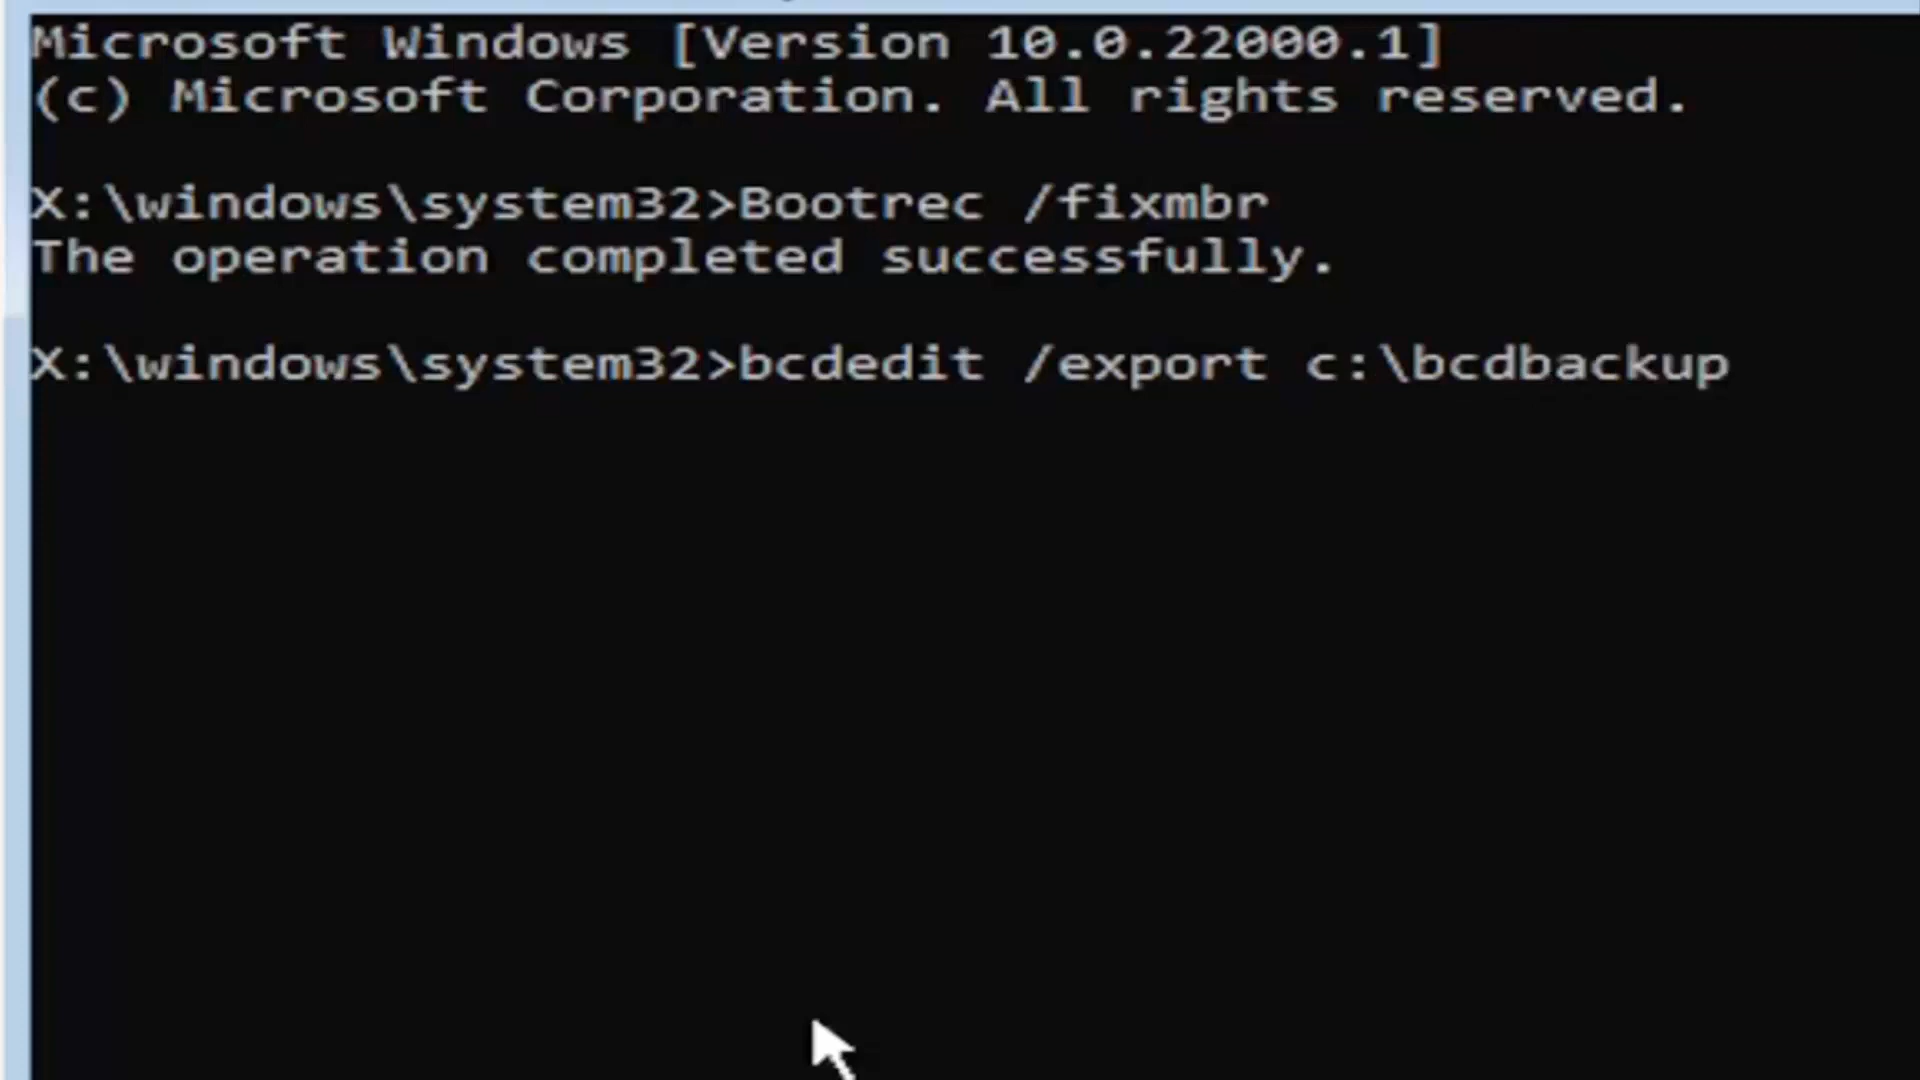 Microsoft Windows [Version 10.0.22000.1]
(c) Microsoft Corporation. All rights reserved.
X:\windows\system32>Bootrec /fixmbr
The operation completed successfully.
X:\windows\system32>bcdedit /export c:\bcdbackup